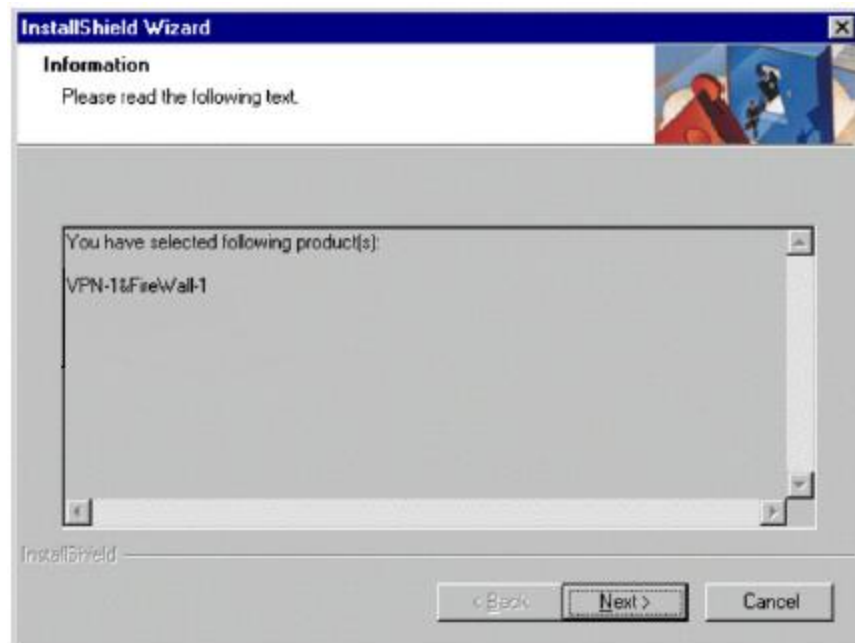 InstallShield Wizard
Information
Please read the following text.
You have selected following product(s):
VPN-1&FireWall-1
InstallShield
< Back
Next >
Cancel